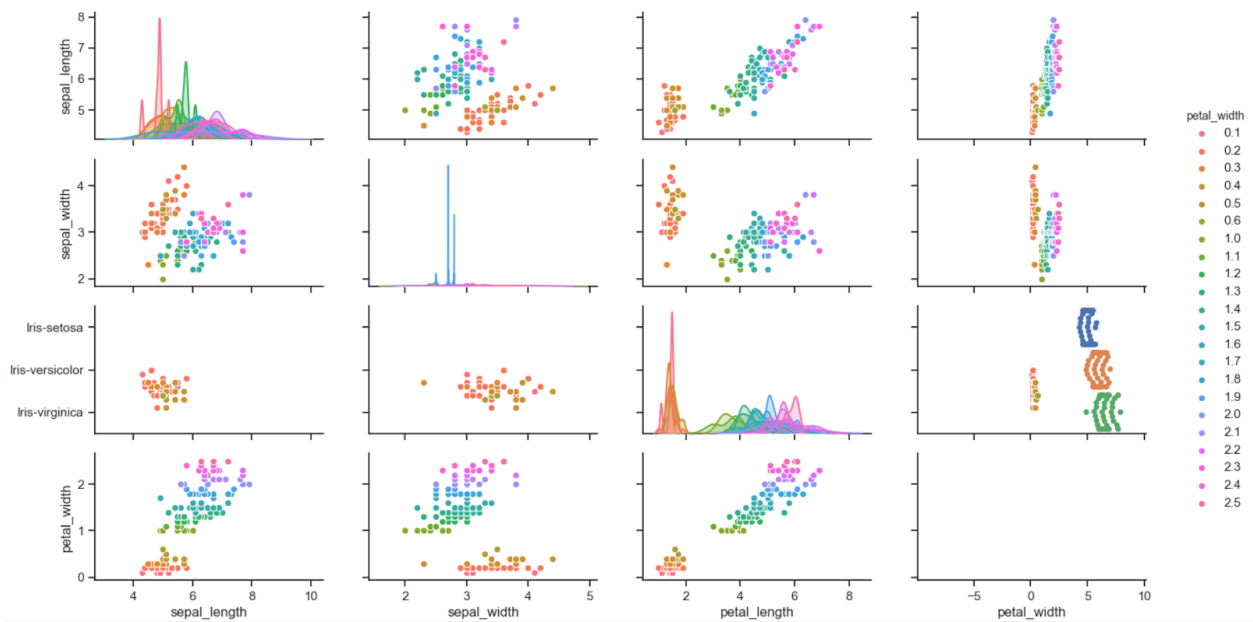 8
7
6
5
sepal_length
4
3
2
sepal_width
Iris-setosa
Iris-versicolor
Iris-virginica
2
1
0
petal_width
4 6 8 10
sepal_length
2 3 4 5
sepal_width
2 4 6 8
petal_length
−5 0 5 10
petal_width
petal_width
0.1
0.2
0.3
0.4
0.5
0.6
1.0
1.1
1.2
1.3
1.4
1.5
1.6
1.7
1.8
1.9
2.0
2.1
2.2
2.3
2.4
2.5